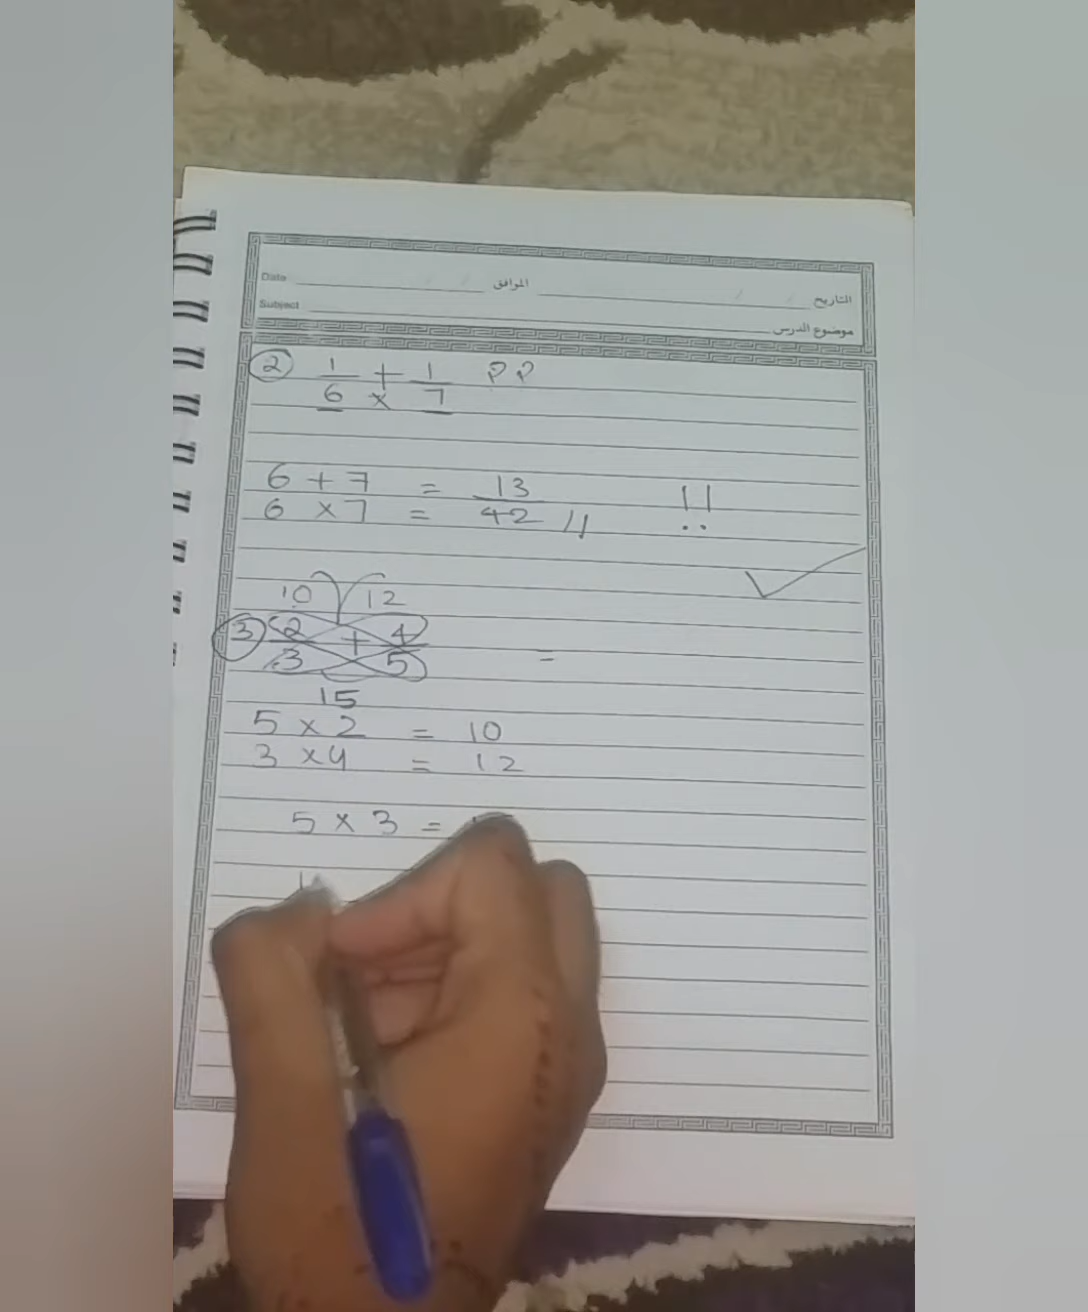 Date الموافق التاريخ
Subject موضوع الدرس
2 1/6 + 1/7 ??
×
6 + 7 = 13
6 × 7 = 42 // !!
10 12
3 2/3 + 4/5 =
15
5 × 2 = 10
3 × 4 = 12
5 × 3 =